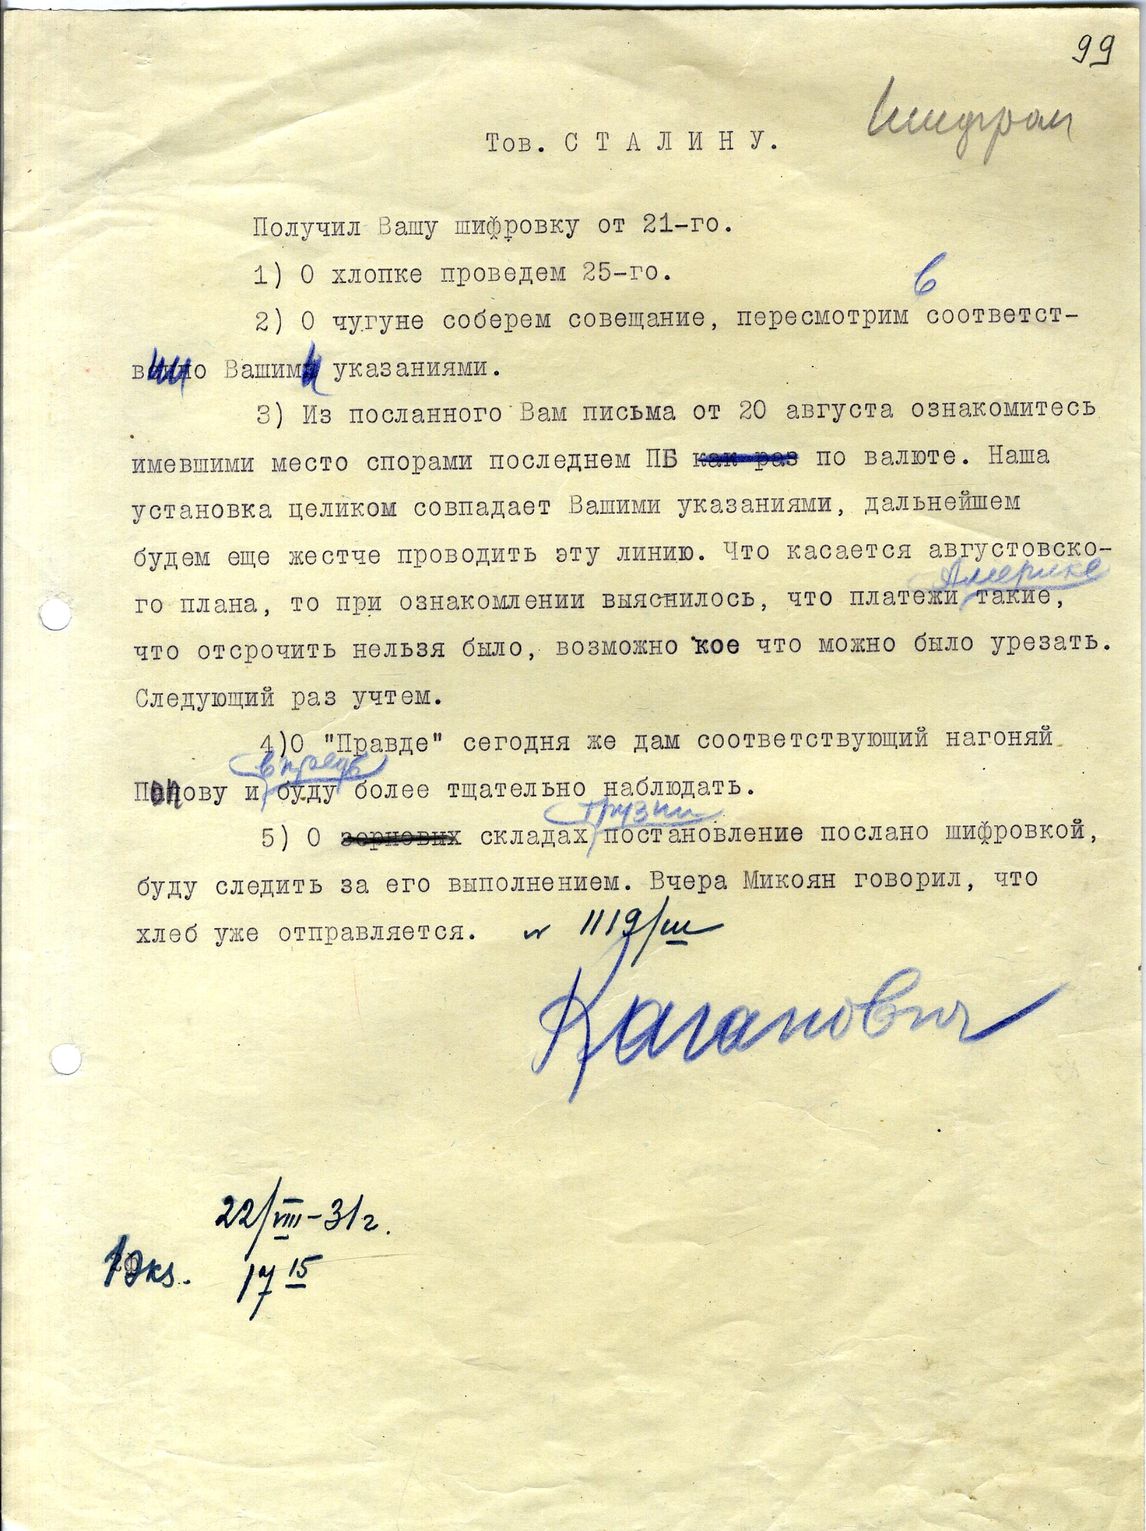 99
Шифром
Тов. СТАЛИНУ.
Получил Вашу шифровку от 21-го.
1) О хлопке проведем 25-го.
в
2) О чугуне соберем совещание, пересмотрим соответст-
вии Вашими указаниями.
3) Из посланного Вам письма от 20 августа ознакомитесь
имевшими место спорами последнем ПБ как раз по валюте. Наша
установка целиком совпадает Вашими указаниями, дальнейшем
будем еще жестче проводить эту линию. Что касается августовско-
Америке
го плана, то при ознакомлении выяснилось, что платежи такие,
что отсрочить нельзя было, возможно кое что можно было урезать.
Следующий раз учтем.
4)О "Правде" сегодня же дам соответствующий нагоняй
впредь
Попову и буду более тщательно наблюдать.
Грузии
5) О зерновых складах постановление послано шифровкой,
буду следить за его выполнением. Вчера Микоян говорил, что
хлеб уже отправляется. 
Каганович
22/VIII-31г.
1экз. 17 15